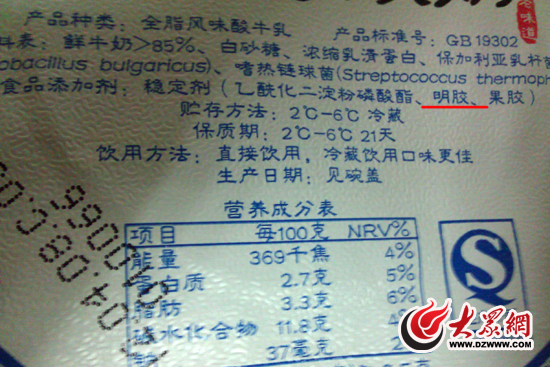 老味道
产品种类：全脂风味酸牛乳
产品标准号：GB 19302
料表：鲜牛奶>85%、白砂糖、浓缩乳清蛋白、保加利亚乳杆菌
obacillus bulgaricus)、嗜热链球菌(Streptococcus thermoph
食品添加剂：稳定剂（乙酰化二淀粉磷酸酯、明胶、果胶）
贮存方法：2℃-6℃ 冷藏
保质期：2℃-6℃ 21天
饮用方法：直接饮用，冷藏饮用口味更佳
生产日期：见碗盖
营养成分表
项目 每100克 NRV%
能量 369千焦 4%
蛋白质 2.7克 5%
脂肪 3.3克 6%
碳水化合物 11.8克 4%
钠 37毫克 2
QS
大众網
www.dzwww.com